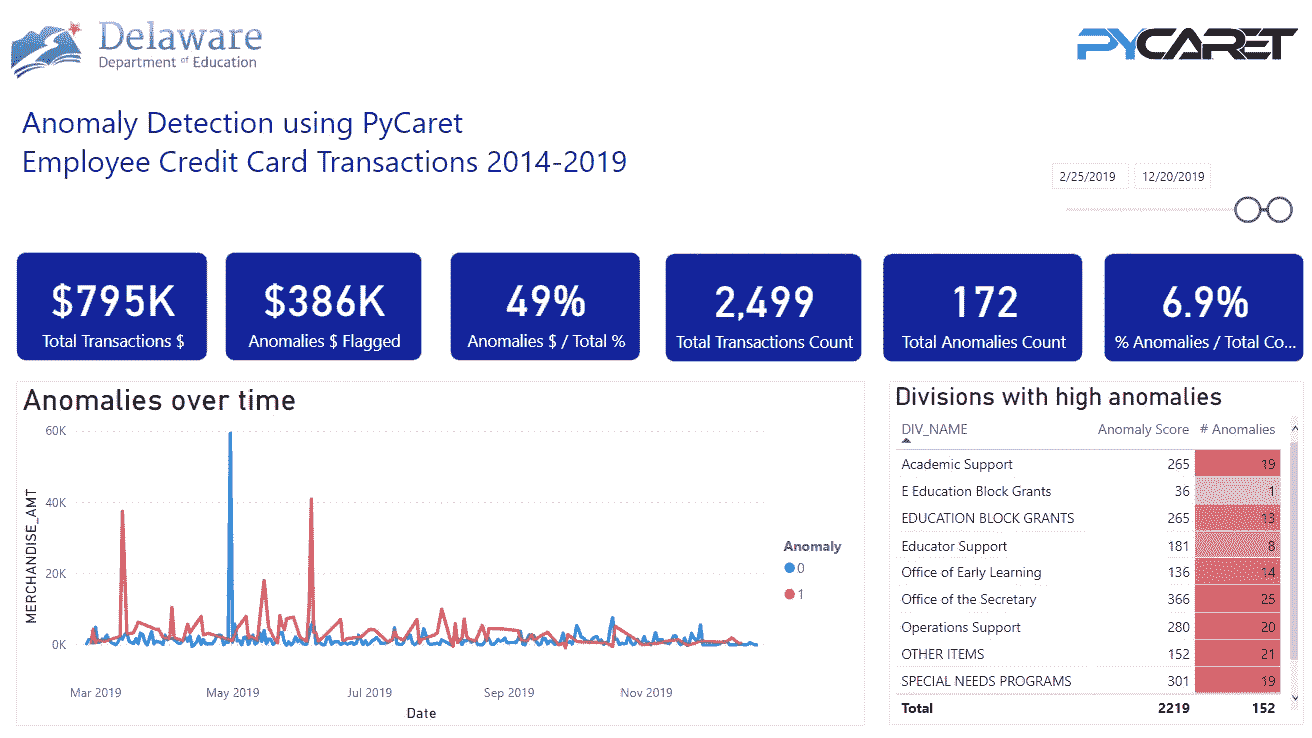 Delaware
Department of Education
PYCARET
Anomaly Detection using PyCaret
Employee Credit Card Transactions 2014-2019
2/25/2019 12/20/2019
$795K
Total Transactions $
$386K
Anomalies $ Flagged
49%
Anomalies $ / Total %
2,499
Total Transactions Count
172
Total Anomalies Count
6.9%
% Anomalies / Total Co...
Anomalies over time
60K
40K
20K
0K
MERCHANDISE_AMT
Mar 2019 May 2019 Jul 2019 Sep 2019 Nov 2019
Date
Anomaly
0
1
Divisions with high anomalies
DIV_NAME Anomaly Score # Anomalies
Academic Support 265 19
E Education Block Grants 36 1
EDUCATION BLOCK GRANTS 265 13
Educator Support 181 8
Office of Early Learning 136 14
Office of the Secretary 366 25
Operations Support 280 20
OTHER ITEMS 152 21
SPECIAL NEEDS PROGRAMS 301 19
Total 2219 152